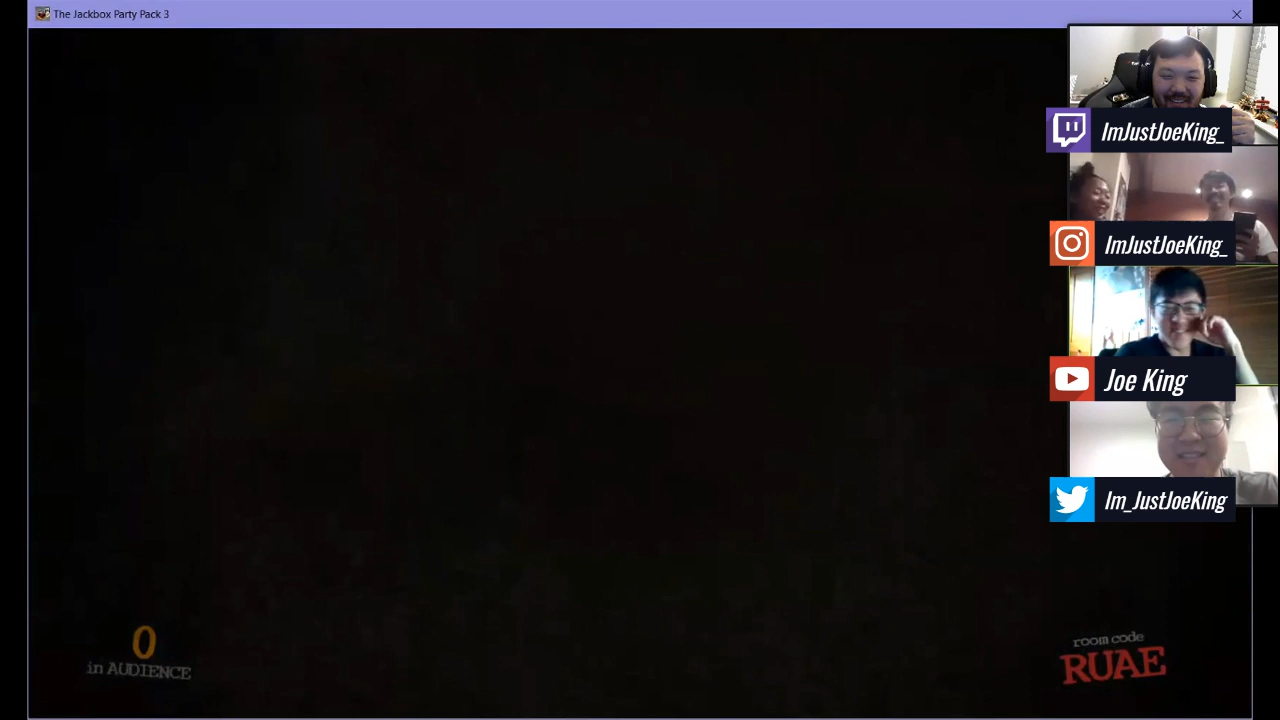 The Jackbox Party Pack 3
ImJustJoeKing_
ImJustJoeKing_
Joe King
Im_JustJoeKing
0
in AUDIENCE
room code
RUAE